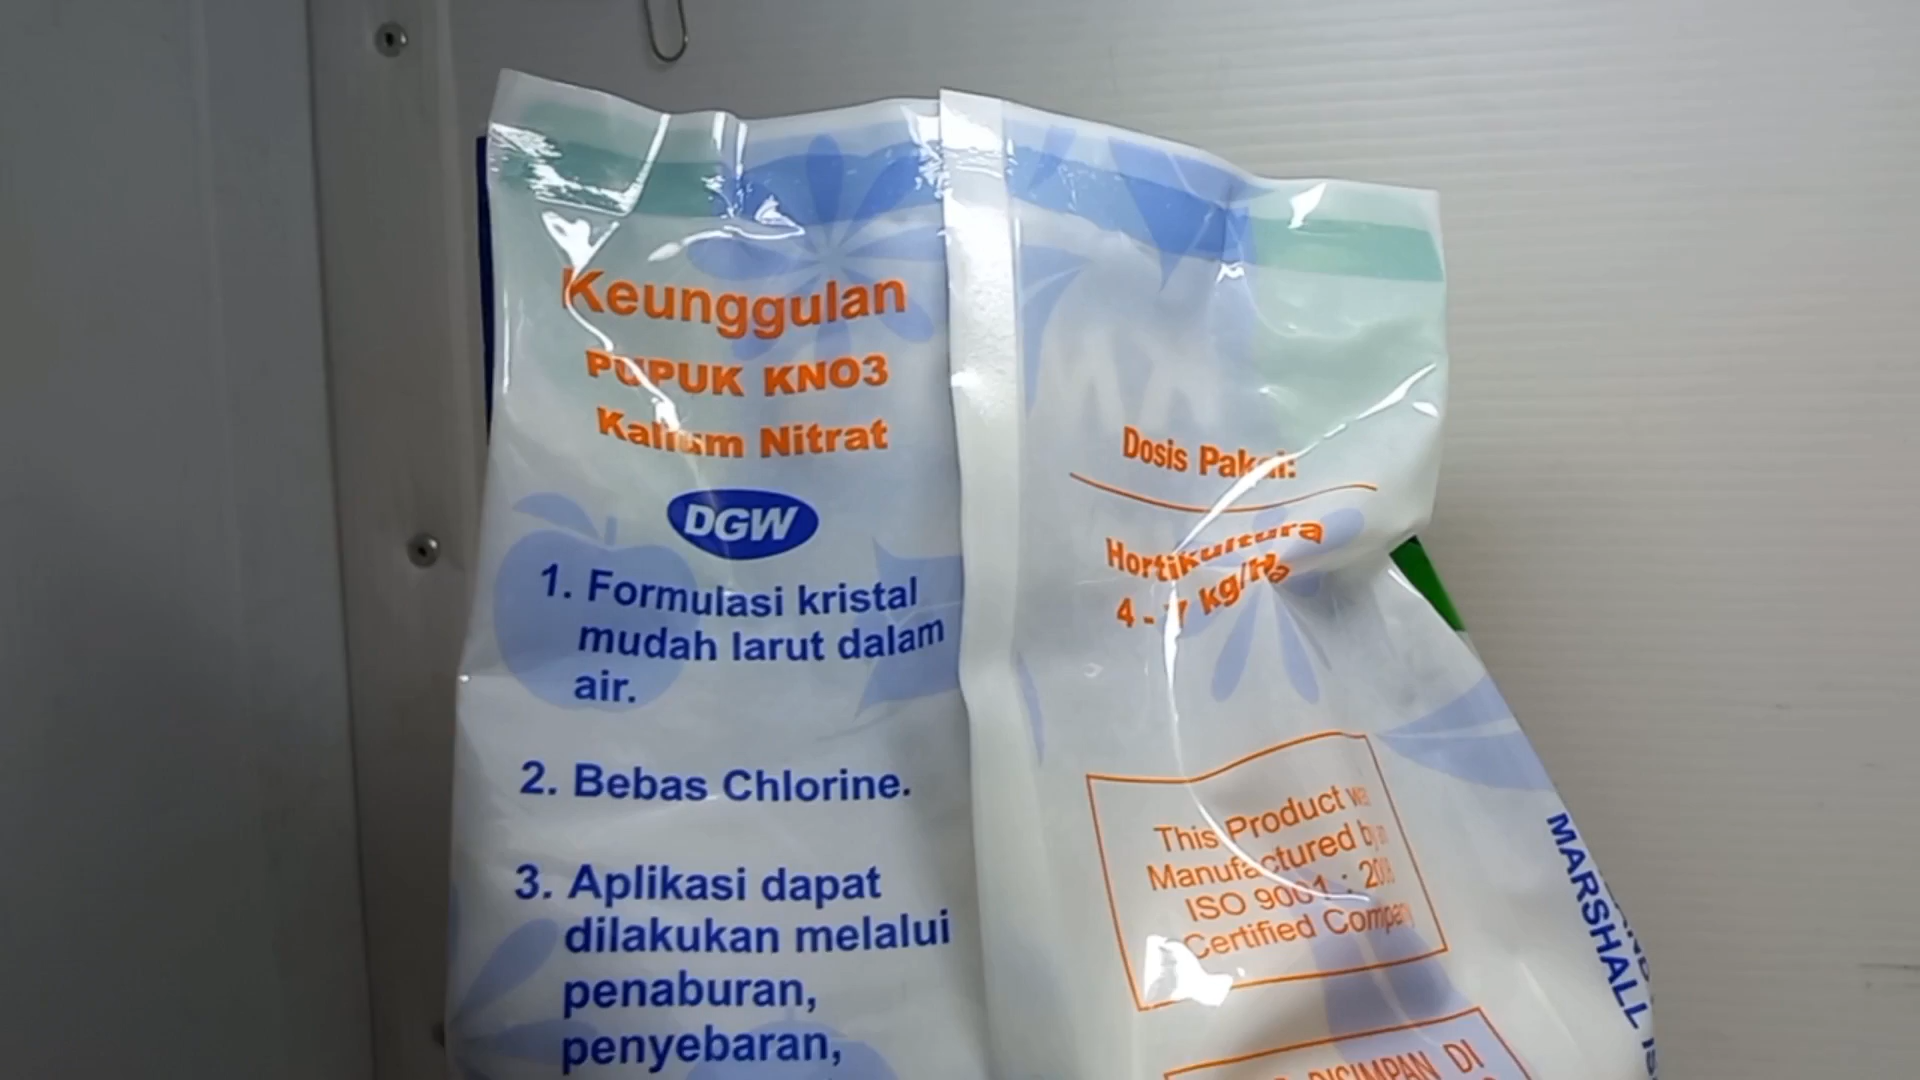 Keunggulan
PUPUK KNO3
Kalium Nitrat
DGW
1. Formulasi kristal
mudah larut dalam
air.
2. Bebas Chlorine.
3. Aplikasi dapat
dilakukan melalui
penaburan,
penyebaran,
Dosis Pakai:
Hortikultura
4 - 7 kg/Ha
This Product
Manufactured by
ISO 9001 :
Certified Company
DISIMPAN DI
MARSHALL